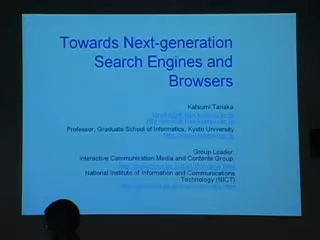 Towards Next-generation
Search Engines and
Browsers
Katsumi Tanaka
Professor, Graduate School of Informatics, Kyoto University
Group Leader,
Interactive Communication Media and Contents Group,
National Institute of Information and Communications
Technology (NICT)